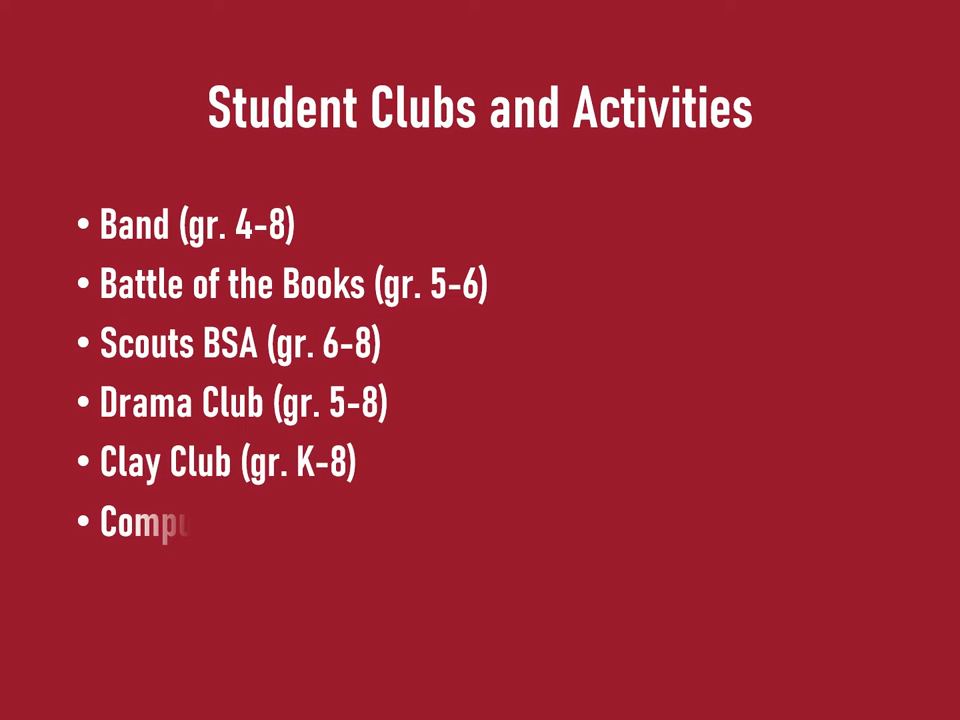 Student Clubs and Activities
• Band (gr. 4-8)
• Battle of the Books (gr. 5-6)
• Scouts BSA (gr. 6-8)
• Drama Club (gr. 5-8)
• Clay Club (gr. K-8)
• Compu